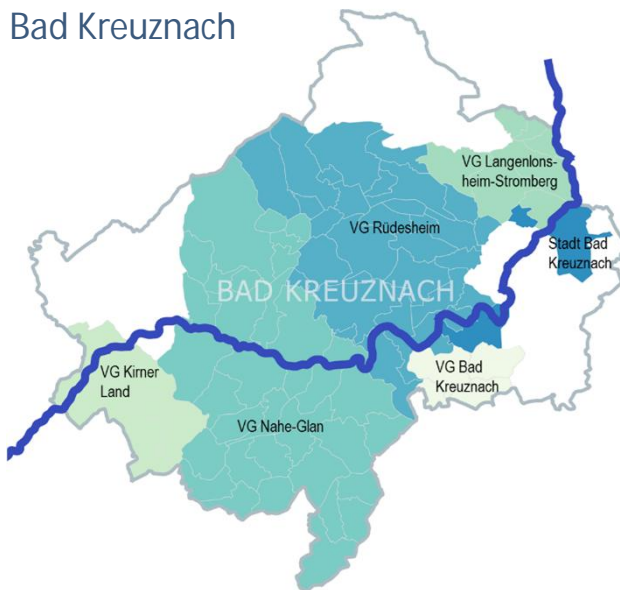 Bad Kreuznach
VG Langenlons-
heim-Stromberg
VG Rüdesheim
Stadt Bad
Kreuznach
BAD KREUZNACH
VG Bad
Kreuznach
VG Kirner
Land
VG Nahe-Glan